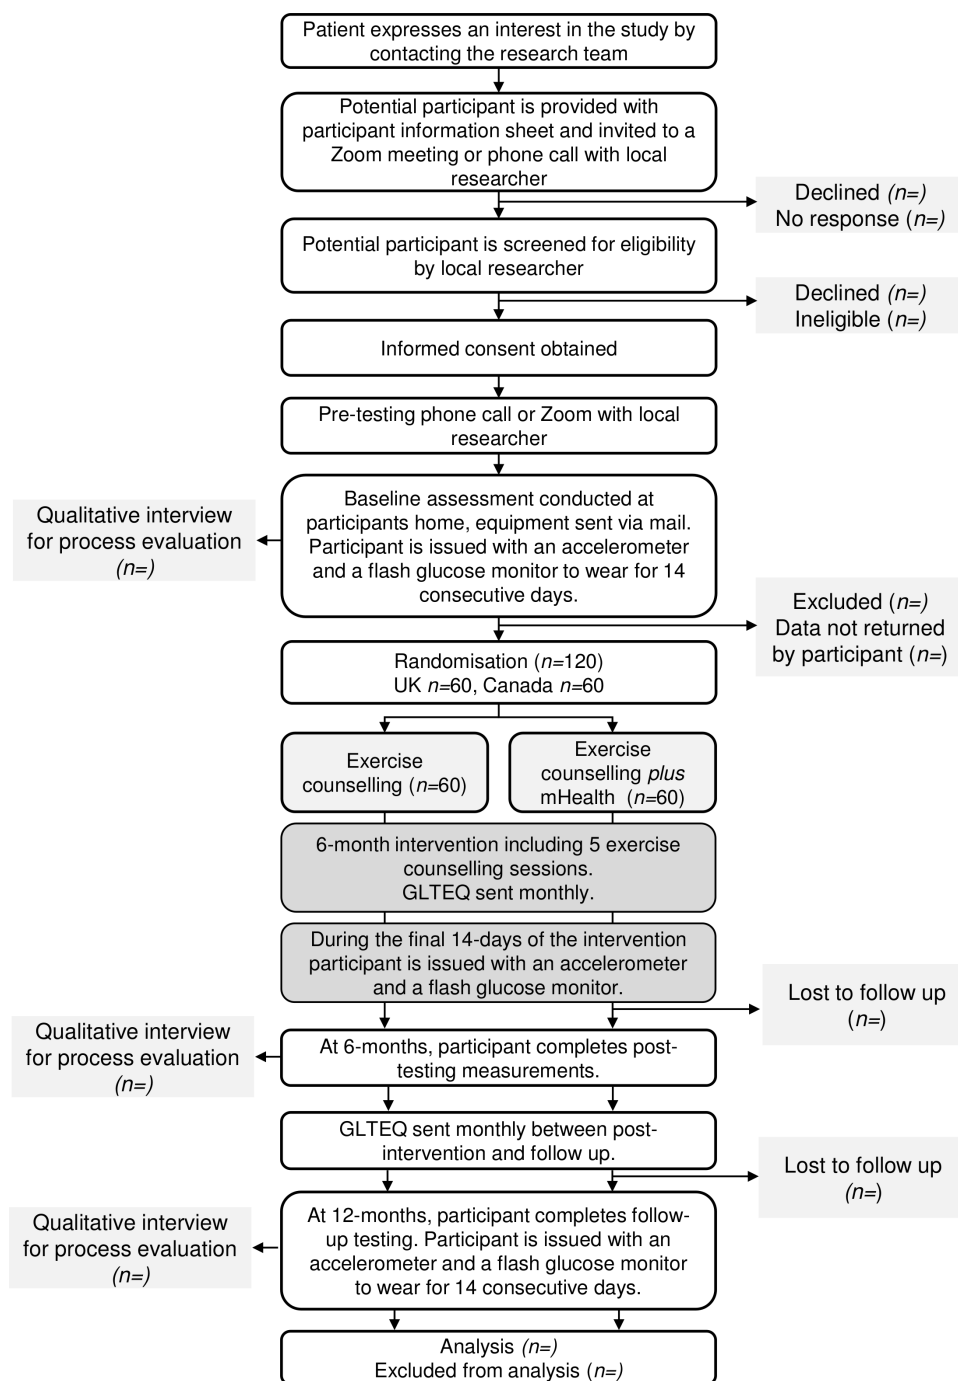 Patient expresses an interest in the study by
contacting the research team
Potential participant is provided with
participant information sheet and invited to a
Zoom meeting or phone call with local
researcher
Declined (n=)
No response (n=)
Potential participant is screened for eligibility
by local researcher
Declined (n=)
Ineligible (n=)
Informed consent obtained
Pre-testing phone call or Zoom with local
researcher
Baseline assessment conducted at
participants home, equipment sent via mail.
Participant is issued with an accelerometer
and a flash glucose monitor to wear for 14
consecutive days.
Qualitative interview
for process evaluation
(n=)
Excluded (n=)
Data not returned
by participant (n=)
Randomisation (n=120)
UK n=60, Canada n=60
Exercise
counselling (n=60)
Exercise
counselling plus
mHealth (n=60)
6-month intervention including 5 exercise
counselling sessions.
GLTEQ sent monthly.
During the final 14-days of the intervention
participant is issued with an accelerometer
and a flash glucose monitor.
Lost to follow up
(n=)
Qualitative interview
for process evaluation
(n=)
At 6-months, participant completes post-
testing measurements.
GLTEQ sent monthly between post-
intervention and follow up.
Lost to follow up
(n=)
Qualitative interview
for process evaluation
(n=)
At 12-months, participant completes follow-
up testing. Participant is issued with an
accelerometer and a flash glucose monitor
to wear for 14 consecutive days.
Analysis (n=)
Excluded from analysis (n=)